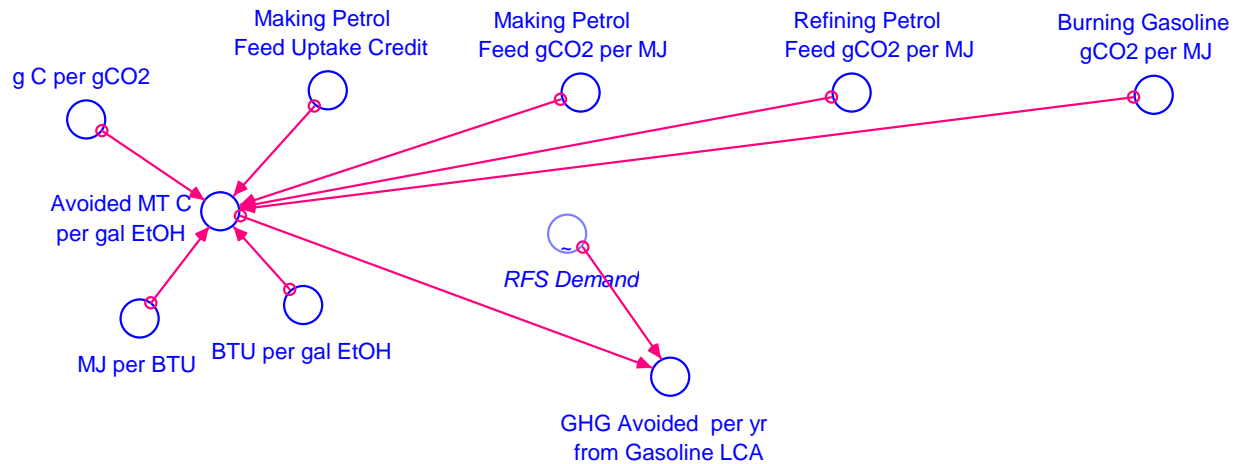 Making Petrol
Feed Uptake Credit
Making Petrol
Feed gCO2 per MJ
Refining Petrol
Feed gCO2 per MJ
Burning Gasoline
gCO2 per MJ
g C per gCO2
Avoided MT C
per gal EtOH
~
RFS Demand
MJ per BTU
BTU per gal EtOH
GHG Avoided  per yr
from Gasoline LCA